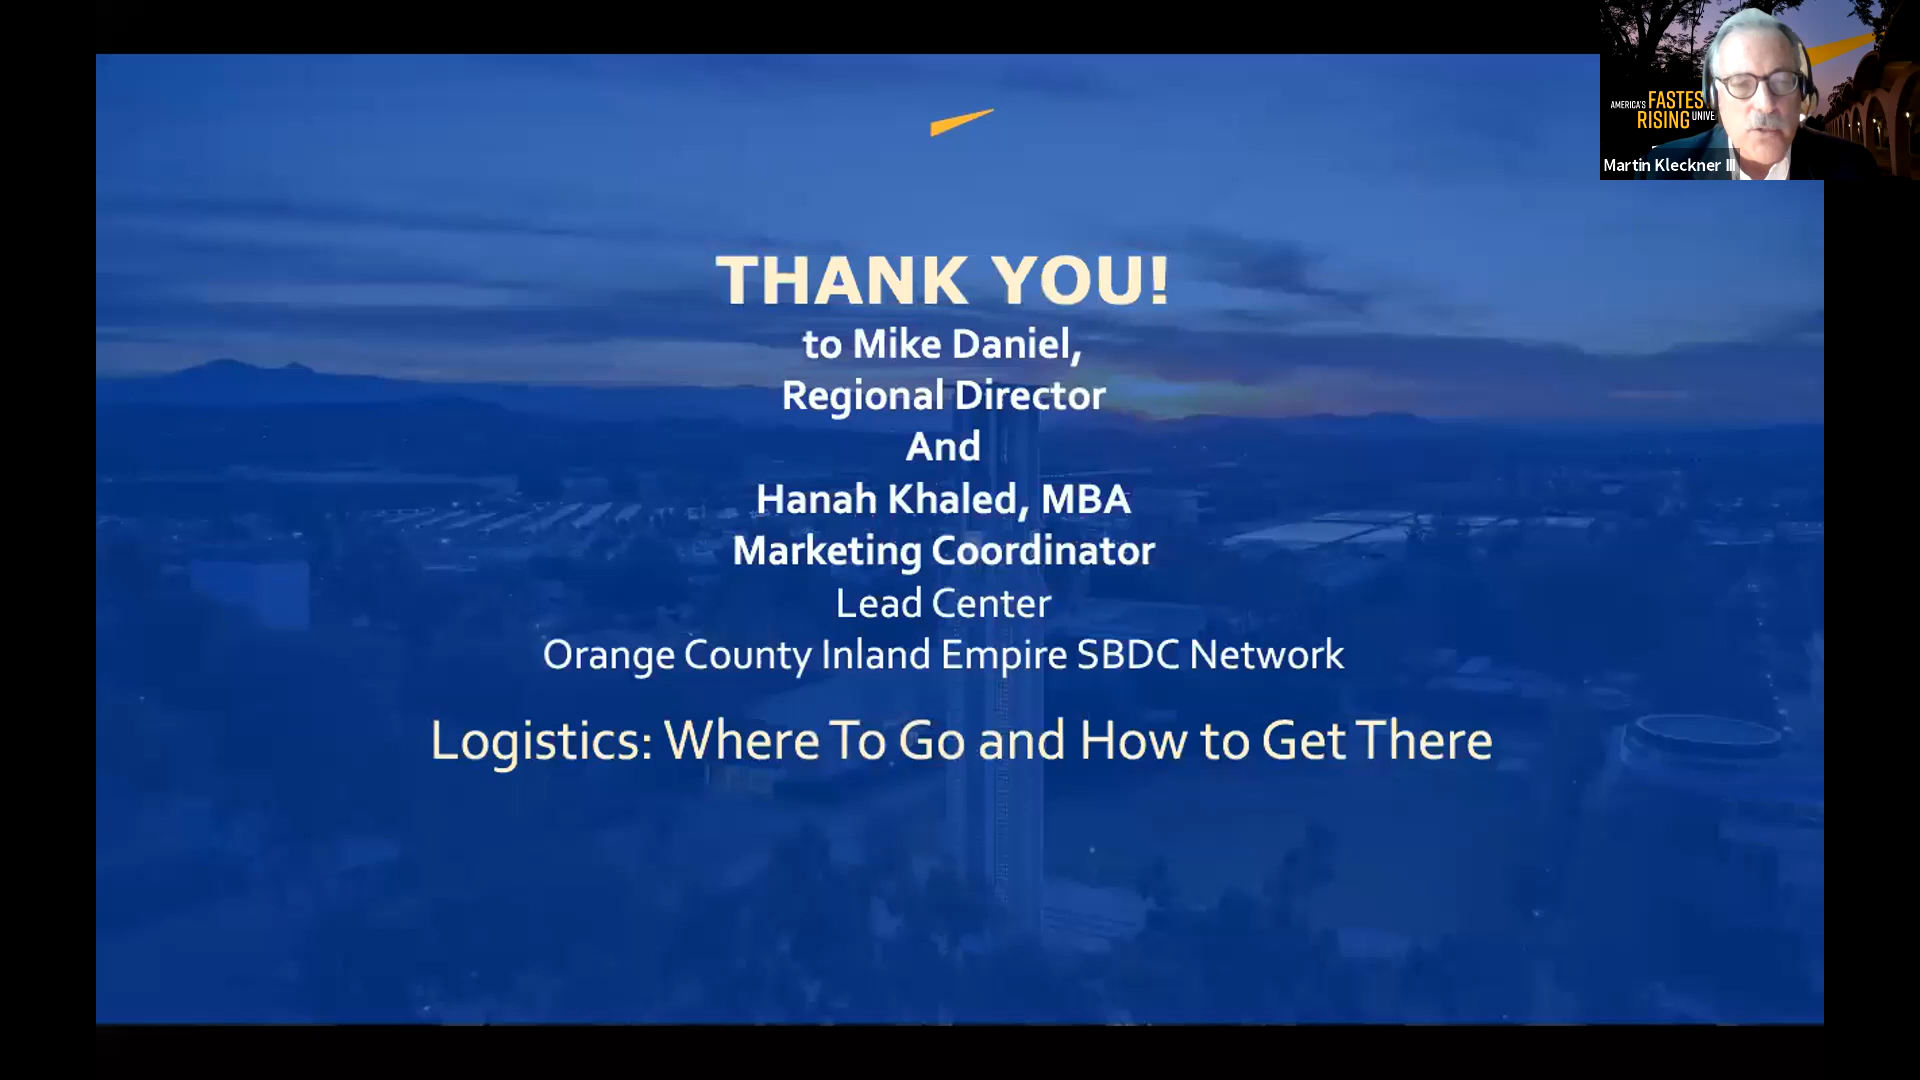 THANK YOU!
to Mike Daniel,
Regional Director
And
Hanah Khaled, MBA
Marketing Coordinator
Lead Center
Orange County Inland Empire SBDC Network
Logistics: Where To Go and How to Get There
AMERICA'S FASTES
RISING UNIVE
Martin Kleckner III